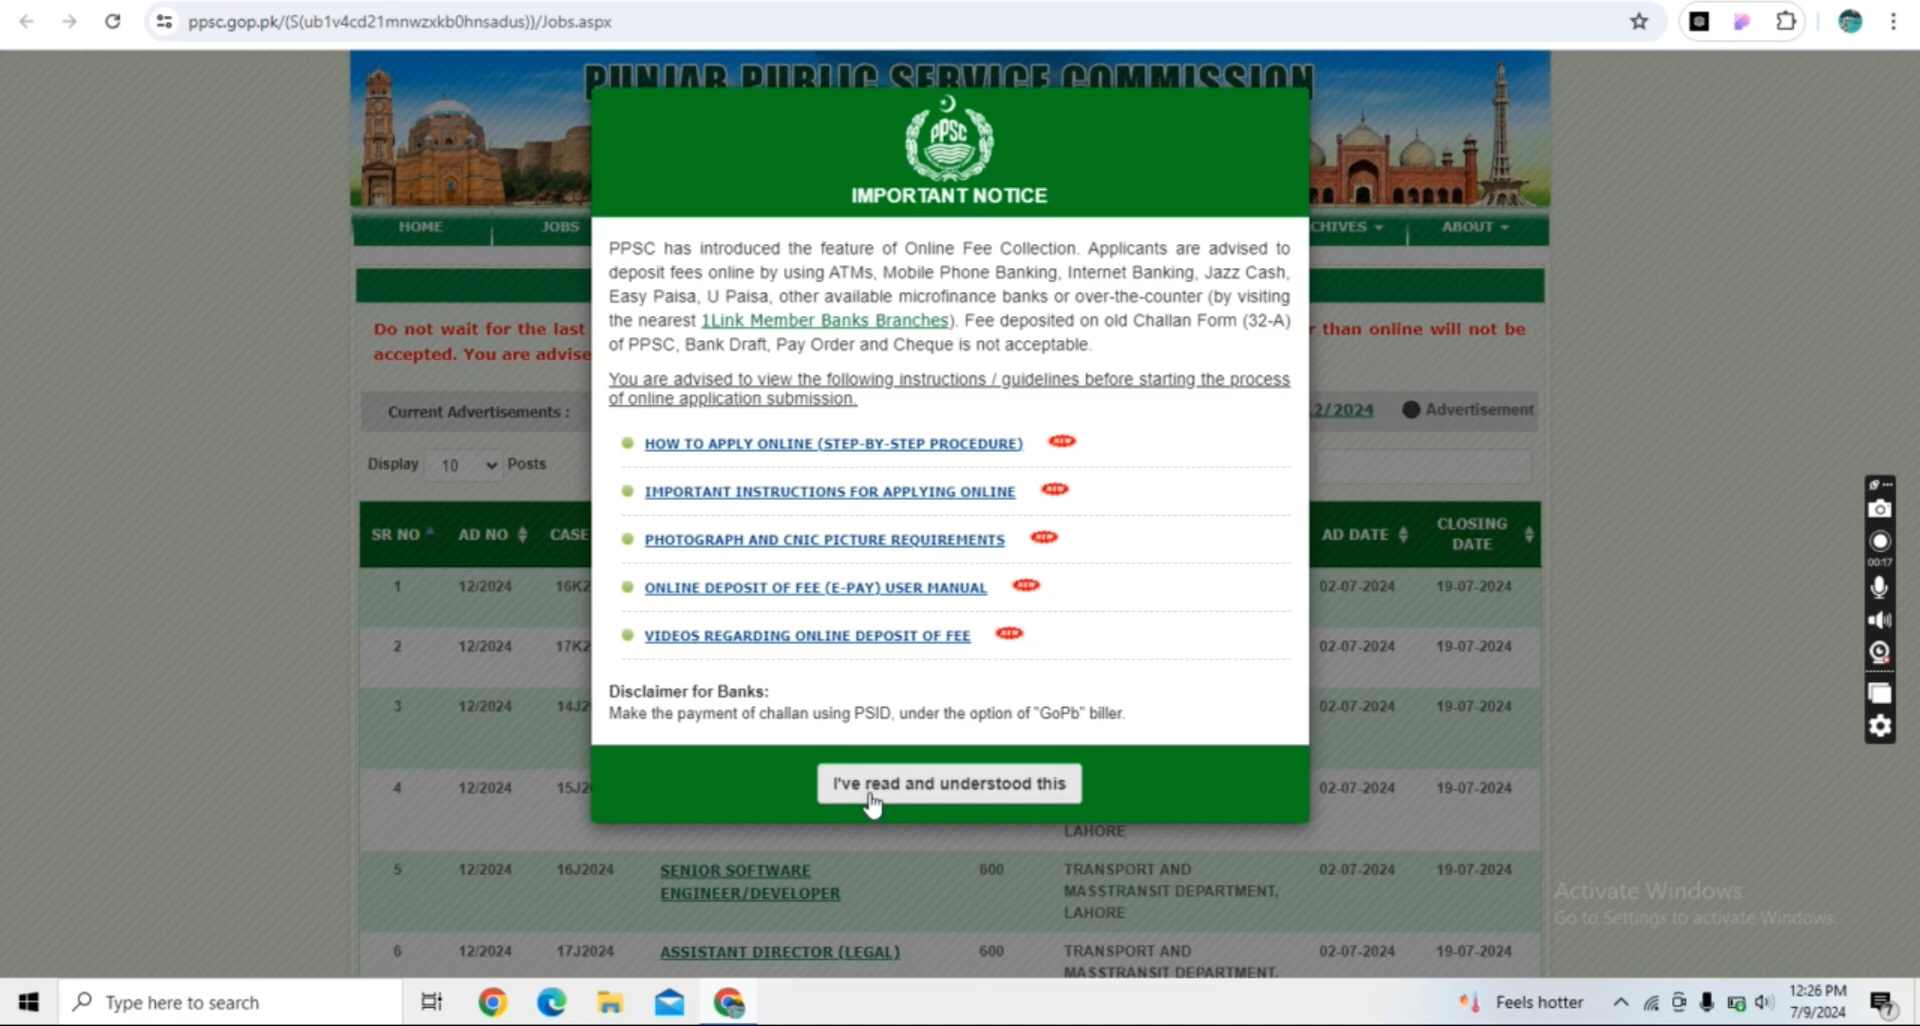 ppsc.gop.pk/(S(ub1v4cd21mnwzxkb0hnsadus))/Jobs.aspx
PUNJAB PUBLIC SERVICE COMMISSION
PPSC
IMPORTANT NOTICE
HOME JOBS CHIVES ABOUT
PPSC has introduced the feature of Online Fee Collection. Applicants are advised to
deposit fees online by using ATMs, Mobile Phone Banking, Internet Banking, Jazz Cash,
Easy Paisa, U Paisa, other available microfinance banks or over-the-counter (by visiting
the nearest 1Link Member Banks Branches). Fee deposited on old Challan Form (32-A)
of PPSC, Bank Draft, Pay Order and Cheque is not acceptable.
Do not wait for the last
r than online will not be
accepted. You are advise
You are advised to view the following instructions / guidelines before starting the process
of online application submission.
Current Advertisements :
2/2024 Advertisement
HOW TO APPLY ONLINE (STEP-BY-STEP PROCEDURE) NEW
Display 10 Posts
IMPORTANT INSTRUCTIONS FOR APPLYING ONLINE NEW
PHOTOGRAPH AND CNIC PICTURE REQUIREMENTS NEW
ONLINE DEPOSIT OF FEE (E-PAY) USER MANUAL NEW
VIDEOS REGARDING ONLINE DEPOSIT OF FEE NEW
Disclaimer for Banks:
Make the payment of challan using PSID, under the option of "GoPb" biller.
I've read and understood this
SR NO AD NO CASE AD DATE CLOSING DATE
1 12/2024 16K2 02-07-2024 19-07-2024
2 12/2024 17K2 02-07-2024 19-07-2024
3 12/2024 14J2 02-07-2024 19-07-2024
4 12/2024 15J2 02-07-2024 19-07-2024
LAHORE
5 12/2024 16J2024 SENIOR SOFTWARE 600 TRANSPORT AND 02-07-2024 19-07-2024
ENGINEER/DEVELOPER MASSTRANSIT DEPARTMENT,
LAHORE
6 12/2024 17J2024 ASSISTANT DIRECTOR (LEGAL) 600 TRANSPORT AND 02-07-2024 19-07-2024
MASSTRANSIT DEPARTMENT,
00:17
Activate Windows
Go to Settings to activate Windows.
Type here to search
Feels hotter
12:26 PM
7/9/2024
7